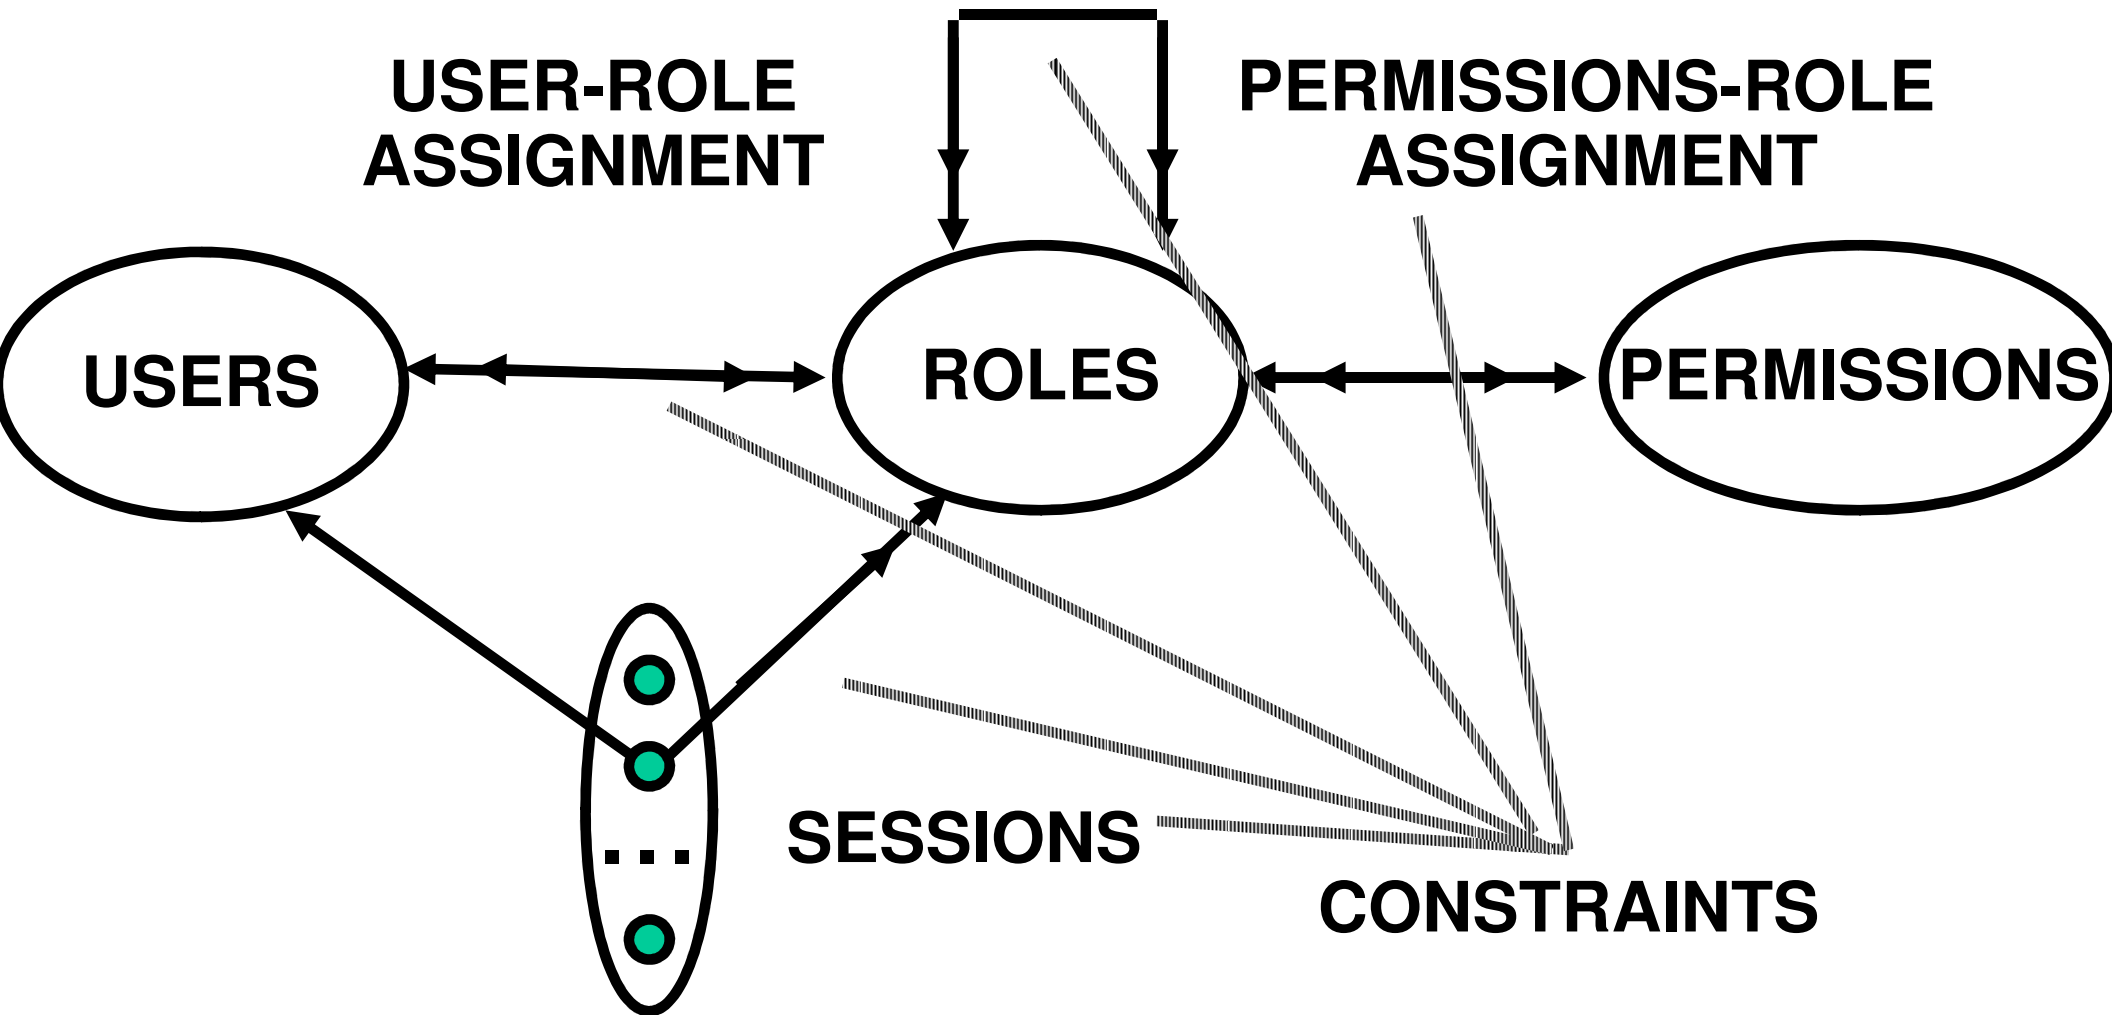 USER-ROLE
ASSIGNMENT
PERMISSIONS-ROLE
ASSIGNMENT
USERS
ROLES
PERMISSIONS
SESSIONS
...
CONSTRAINTS